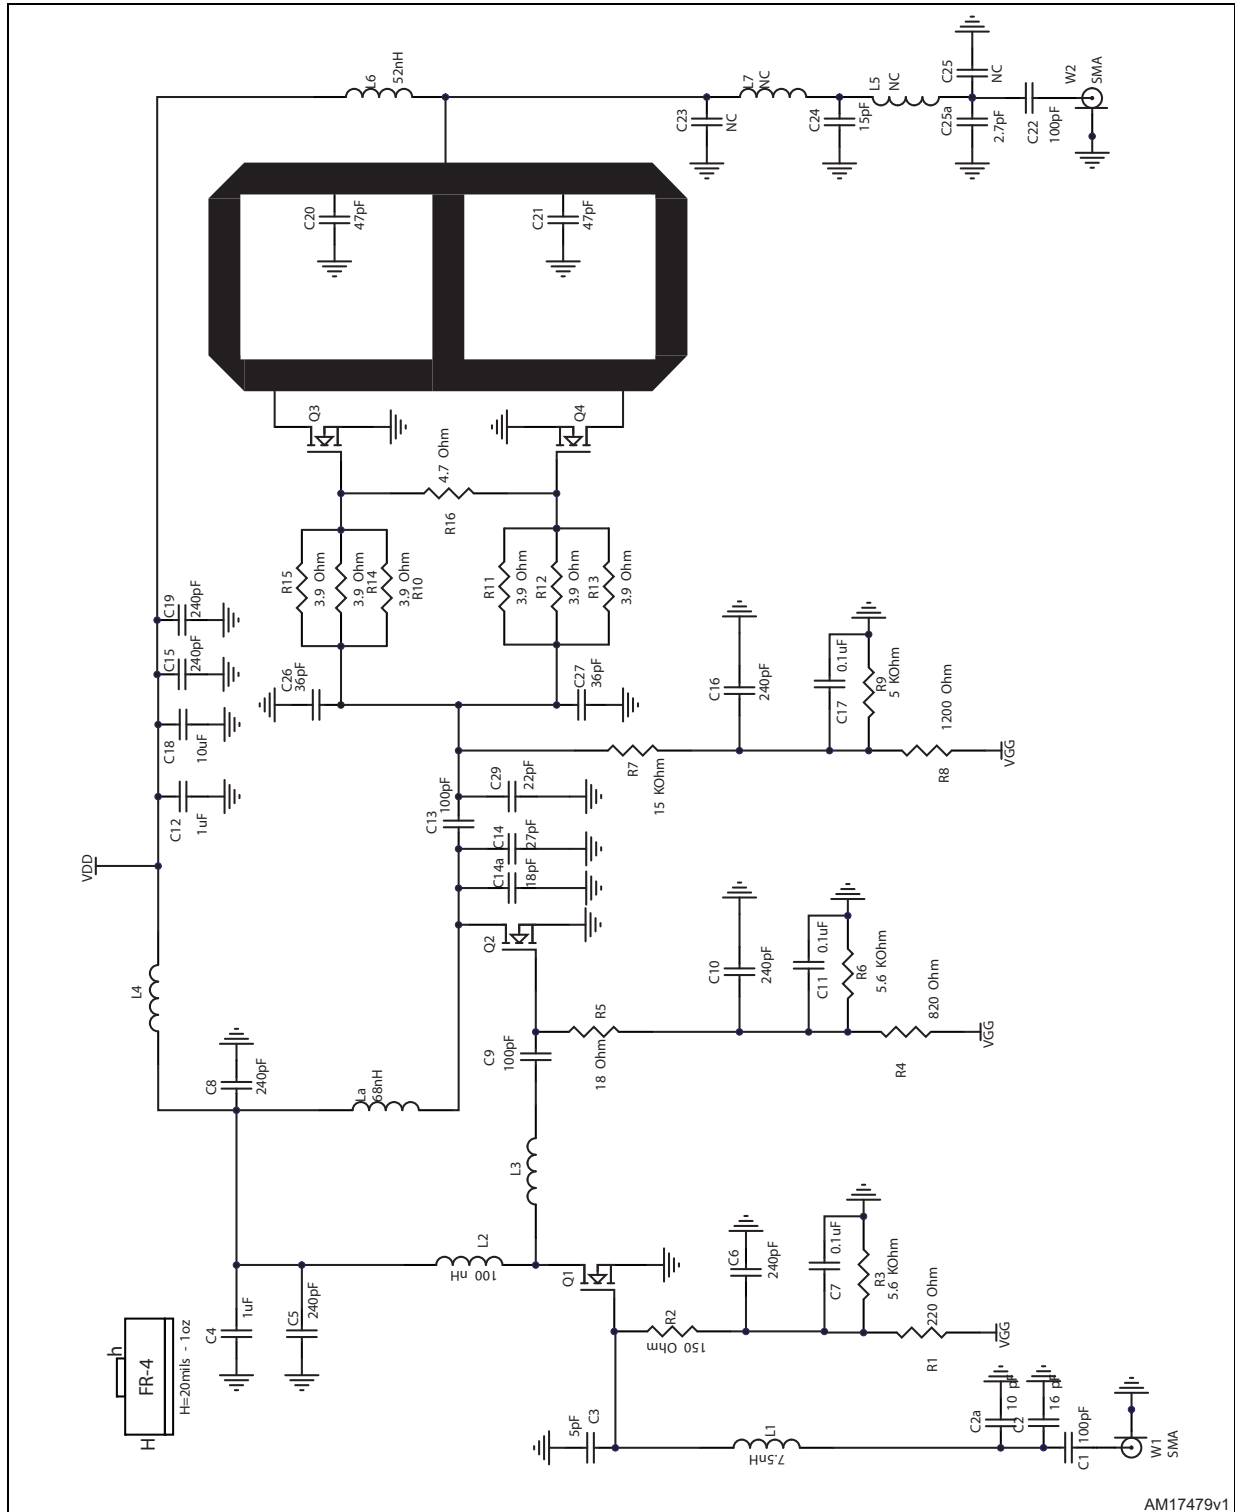 L6
52nH
L7
NC
L5
NC
C25
NC
W2
SMA
C23
NC
C24
15pF
C25a
2.7pF
C22
100pF
C20
47pF
C21
47pF
Q3
Q4
4.7 Ohm
R16
R15
3.9 Ohm
3.9 Ohm
R14
3.9 Ohm
R10
R11
3.9 Ohm
R12
3.9 Ohm
R13
3.9 Ohm
C19
240pF
C15
240pF
C18
10uF
C12
1uF
VDD
C26
36pF
C27
36pF
C16
240pF
0.1uF
C17
R9
5 KOhm
1200 Ohm
R8
VGG
R7
15 KOhm
C13
100pF
C29
22pF
C14
27pF
C14a
18pF
Q2
L4
C10
240pF
0.1uF
C11
R6
5.6 KOhm
820 Ohm
R4
VGG
R5
18 Ohm
C9
100pF
C8
240pF
La
68nH
L3
L2
100 nH
Q1
C6
240pF
0.1uF
C7
R3
5.6 KOhm
220 Ohm
R1
VGG
R2
150 Ohm
C4
1uF
C5
240pF
h
FR-4
H
H=20mils - 1oz
5pF
C3
L1
7.5nH
C2a
10 pF
C2
16 pF
C1
100pF
W1
SMA
AM17479v1